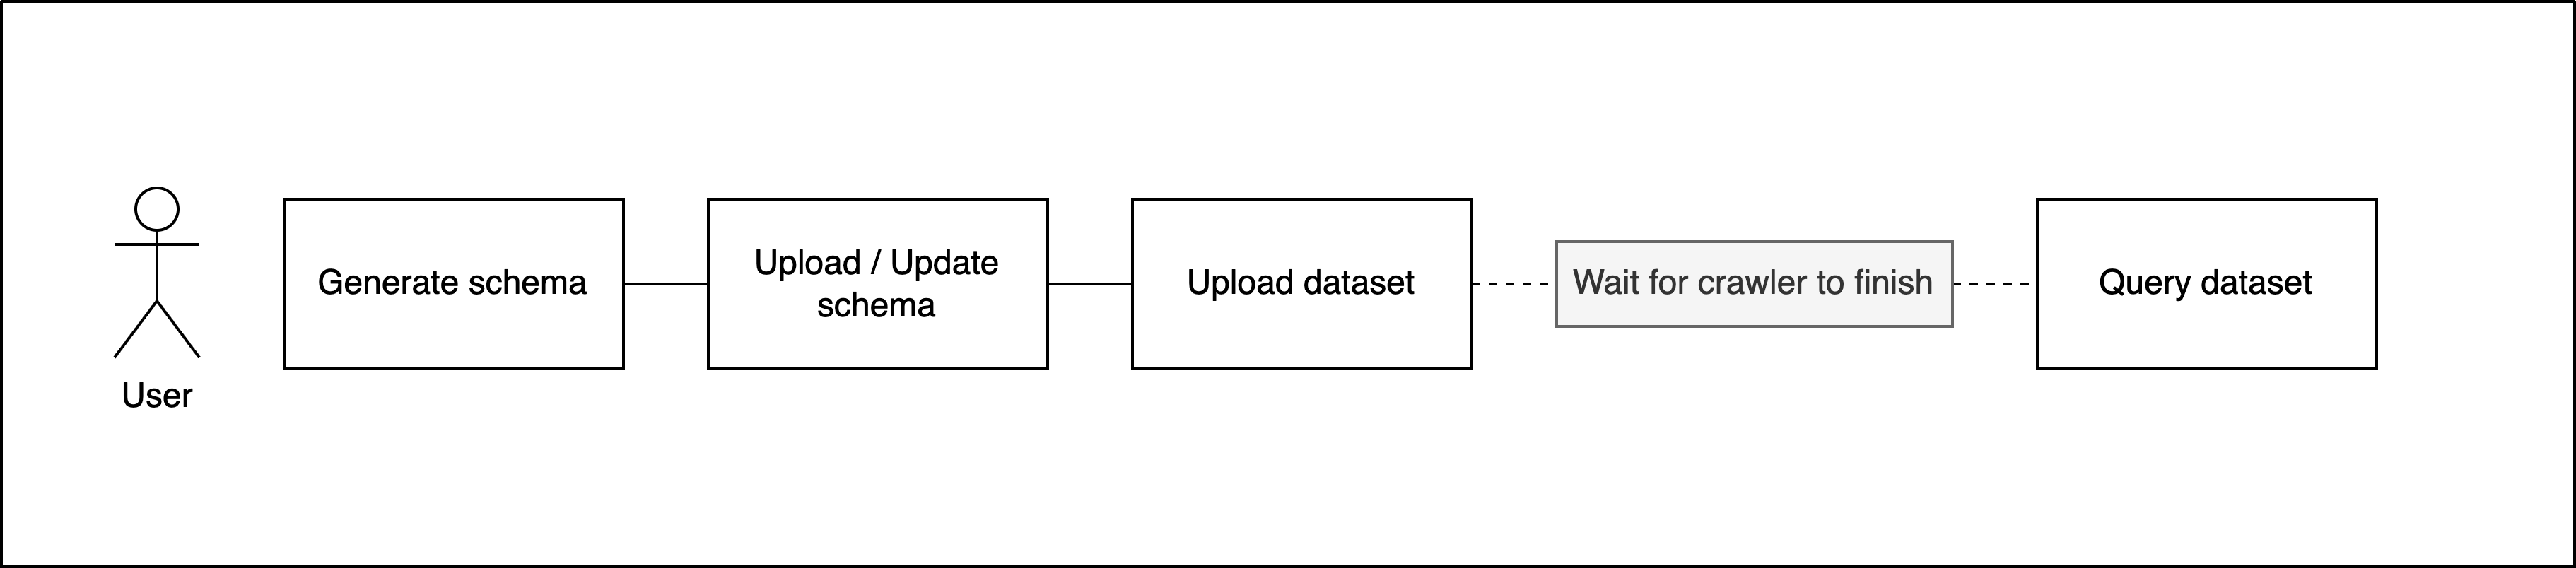 User
Generate schema
Upload / Update
schema
Upload dataset
Wait for crawler to finish
Query dataset